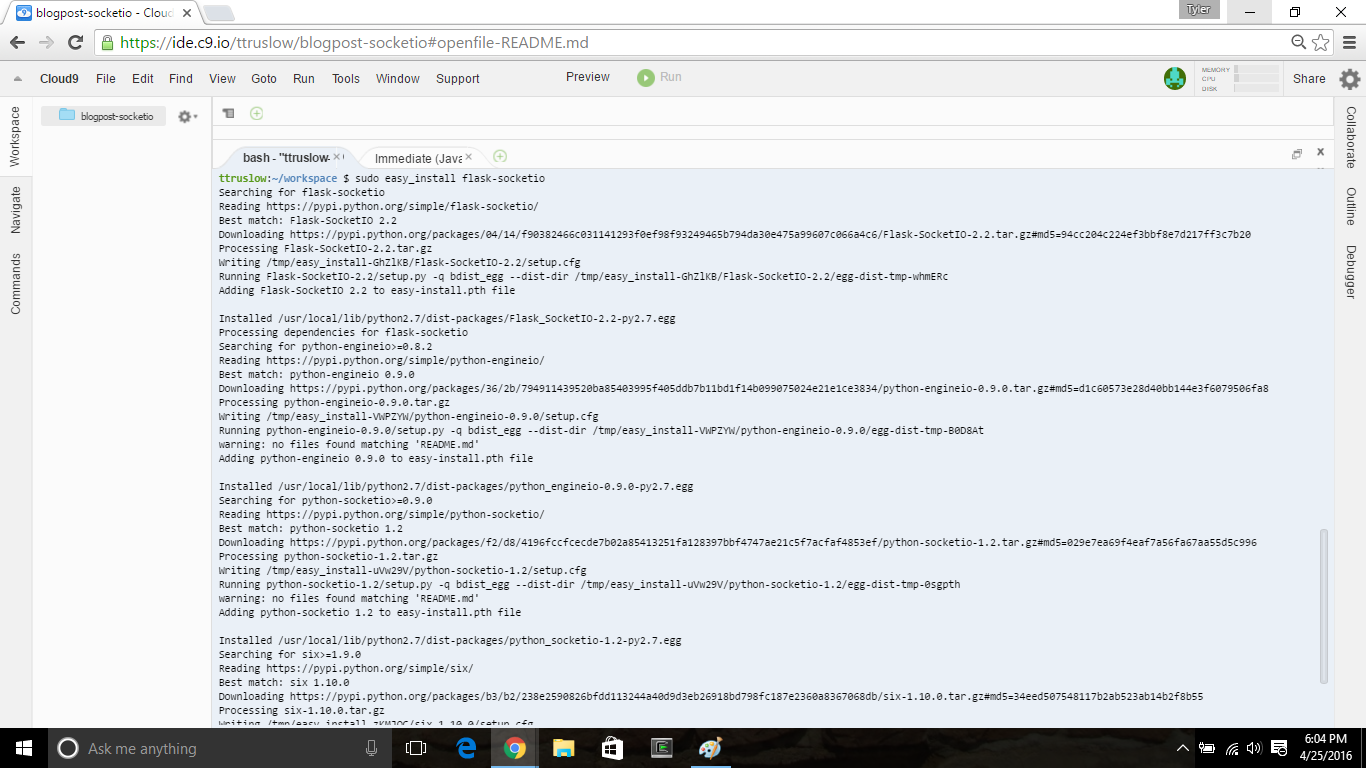 blogpost-socketio - Cloud
Tyler
https://ide.c9.io/ttruslow/blogpost-socketio#openfile-README.md
Cloud9 File Edit Find View Goto Run Tools Window Support Preview Run MEMORY CPU DISK Share
Workspace
Navigate
Commands
blogpost-socketio
Collaborate
Outline
Debugger
bash - "ttruslow- Immediate (Java
ttruslow:~/workspace $ sudo easy_install flask-socketio
Searching for flask-socketio
Reading https://pypi.python.org/simple/flask-socketio/
Best match: Flask-SocketIO 2.2
Downloading https://pypi.python.org/packages/04/14/f90382466c031141293f0ef98f93249465b794da30e475a99607c066a4c6/Flask-SocketIO-2.2.tar.gz#md5=94cc204c224ef3bbf8e7d217ff3c7b20
Processing Flask-SocketIO-2.2.tar.gz
Writing /tmp/easy_install-GhZlKB/Flask-SocketIO-2.2/setup.cfg
Running Flask-SocketIO-2.2/setup.py -q bdist_egg --dist-dir /tmp/easy_install-GhZlKB/Flask-SocketIO-2.2/egg-dist-tmp-whmERc
Adding Flask-SocketIO 2.2 to easy-install.pth file
Installed /usr/local/lib/python2.7/dist-packages/Flask_SocketIO-2.2-py2.7.egg
Processing dependencies for flask-socketio
Searching for python-engineio>=0.8.2
Reading https://pypi.python.org/simple/python-engineio/
Best match: python-engineio 0.9.0
Downloading https://pypi.python.org/packages/36/2b/794911439520ba85403995f405ddb7b11bd1f14b099075024e21e1ce3834/python-engineio-0.9.0.tar.gz#md5=d1c60573e28d40bb144e3f6079506fa8
Processing python-engineio-0.9.0.tar.gz
Writing /tmp/easy_install-VWPZYW/python-engineio-0.9.0/setup.cfg
Running python-engineio-0.9.0/setup.py -q bdist_egg --dist-dir /tmp/easy_install-VWPZYW/python-engineio-0.9.0/egg-dist-tmp-B0D8At
warning: no files found matching 'README.md'
Adding python-engineio 0.9.0 to easy-install.pth file
Installed /usr/local/lib/python2.7/dist-packages/python_engineio-0.9.0-py2.7.egg
Searching for python-socketio>=0.9.0
Reading https://pypi.python.org/simple/python-socketio/
Best match: python-socketio 1.2
Downloading https://pypi.python.org/packages/f2/d8/4196fccfcecde7b02a85413251fa128397bbf4747ae21c5f7acfaf4853ef/python-socketio-1.2.tar.gz#md5=029e7ea69f4eaf7a56fa67aa55d5c996
Processing python-socketio-1.2.tar.gz
Writing /tmp/easy_install-uVw29V/python-socketio-1.2/setup.cfg
Running python-socketio-1.2/setup.py -q bdist_egg --dist-dir /tmp/easy_install-uVw29V/python-socketio-1.2/egg-dist-tmp-0sgpth
warning: no files found matching 'README.md'
Adding python-socketio 1.2 to easy-install.pth file
Installed /usr/local/lib/python2.7/dist-packages/python_socketio-1.2-py2.7.egg
Searching for six>=1.9.0
Reading https://pypi.python.org/simple/six/
Best match: six 1.10.0
Downloading https://pypi.python.org/packages/b3/b2/238e2590826bfdd113244a40d9d3eb26918bd798fc187e2360a8367068db/six-1.10.0.tar.gz#md5=34eed507548117b2ab523ab14b2f8b55
Processing six-1.10.0.tar.gz
Ask me anything
6:04 PM
4/25/2016